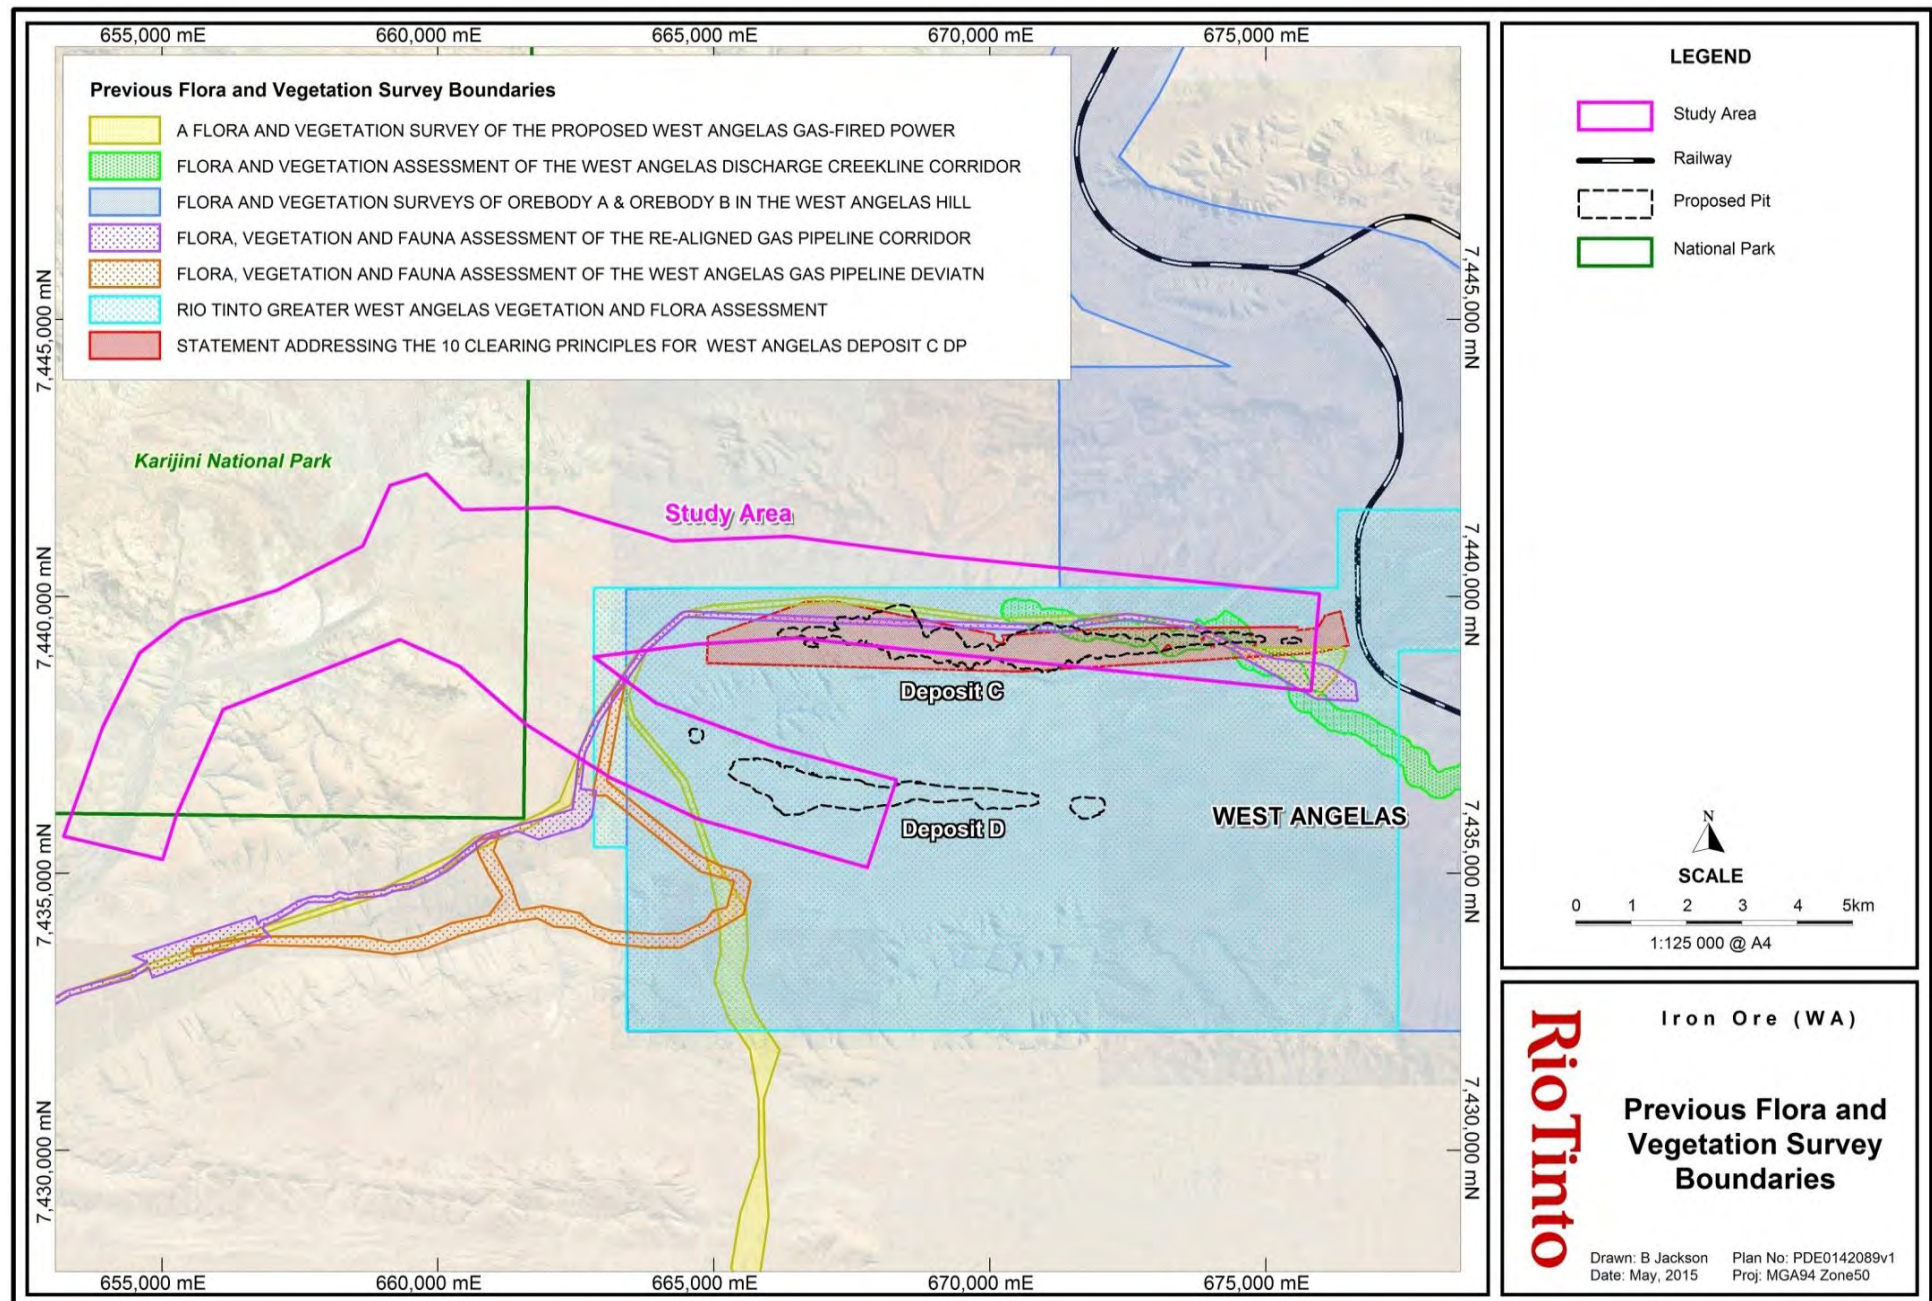 655,000 mE
660,000 mE
665,000 mE
670,000 mE
675,000 mE
Previous Flora and Vegetation Survey Boundaries
A FLORA AND VEGETATION SURVEY OF THE PROPOSED WEST ANGELAS GAS-FIRED POWER
FLORA AND VEGETATION ASSESSMENT OF THE WEST ANGELAS DISCHARGE CREEKLINE CORRIDOR
FLORA AND VEGETATION SURVEYS OF OREBODY A & OREBODY B IN THE WEST ANGELAS HILL
FLORA, VEGETATION AND FAUNA ASSESSMENT OF THE RE-ALIGNED GAS PIPELINE CORRIDOR
FLORA, VEGETATION AND FAUNA ASSESSMENT OF THE WEST ANGELAS GAS PIPELINE DEVIATN
RIO TINTO GREATER WEST ANGELAS VEGETATION AND FLORA ASSESSMENT
STATEMENT ADDRESSING THE 10 CLEARING PRINCIPLES FOR WEST ANGELAS DEPOSIT C DP
7,445,000 mN
7,440,000 mN
7,435,000 mN
7,430,000 mN
Karijini National Park
Study Area
Deposit C
Deposit D
WEST ANGELAS
7,445,000 mN
7,440,000 mN
7,435,000 mN
7,430,000 mN
655,000 mE
660,000 mE
665,000 mE
670,000 mE
675,000 mE
LEGEND
Study Area
Railway
Proposed Pit
National Park
N
SCALE
0 1 2 3 4 5km
1:125 000 @ A4
RioTinto
Iron Ore (WA)
Previous Flora and
Vegetation Survey
Boundaries
Drawn: B Jackson Plan No: PDE0142089v1
Date: May, 2015 Proj: MGA94 Zone50